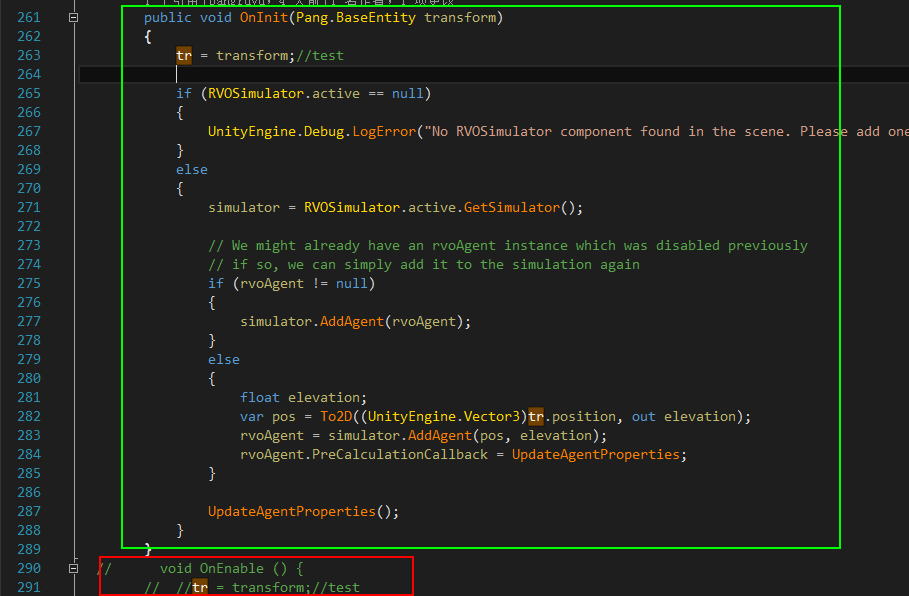 261 public void OnInit(Pang.BaseEntity transform)
262 {
263 tr = transform;//test
264
265 if (RVOSimulator.active == null)
266 {
267 UnityEngine.Debug.LogError("No RVOSimulator component found in the scene. Please add one
268 }
269 else
270 {
271 simulator = RVOSimulator.active.GetSimulator();
272
273 // We might already have an rvoAgent instance which was disabled previously
274 // if so, we can simply add it to the simulation again
275 if (rvoAgent != null)
276 {
277 simulator.AddAgent(rvoAgent);
278 }
279 else
280 {
281 float elevation;
282 var pos = To2D((UnityEngine.Vector3)tr.position, out elevation);
283 rvoAgent = simulator.AddAgent(pos, elevation);
284 rvoAgent.PreCalculationCallback = UpdateAgentProperties;
285 }
286
287 UpdateAgentProperties();
288 }
289 }
290 // void OnEnable () {
291 // //tr = transform;//test